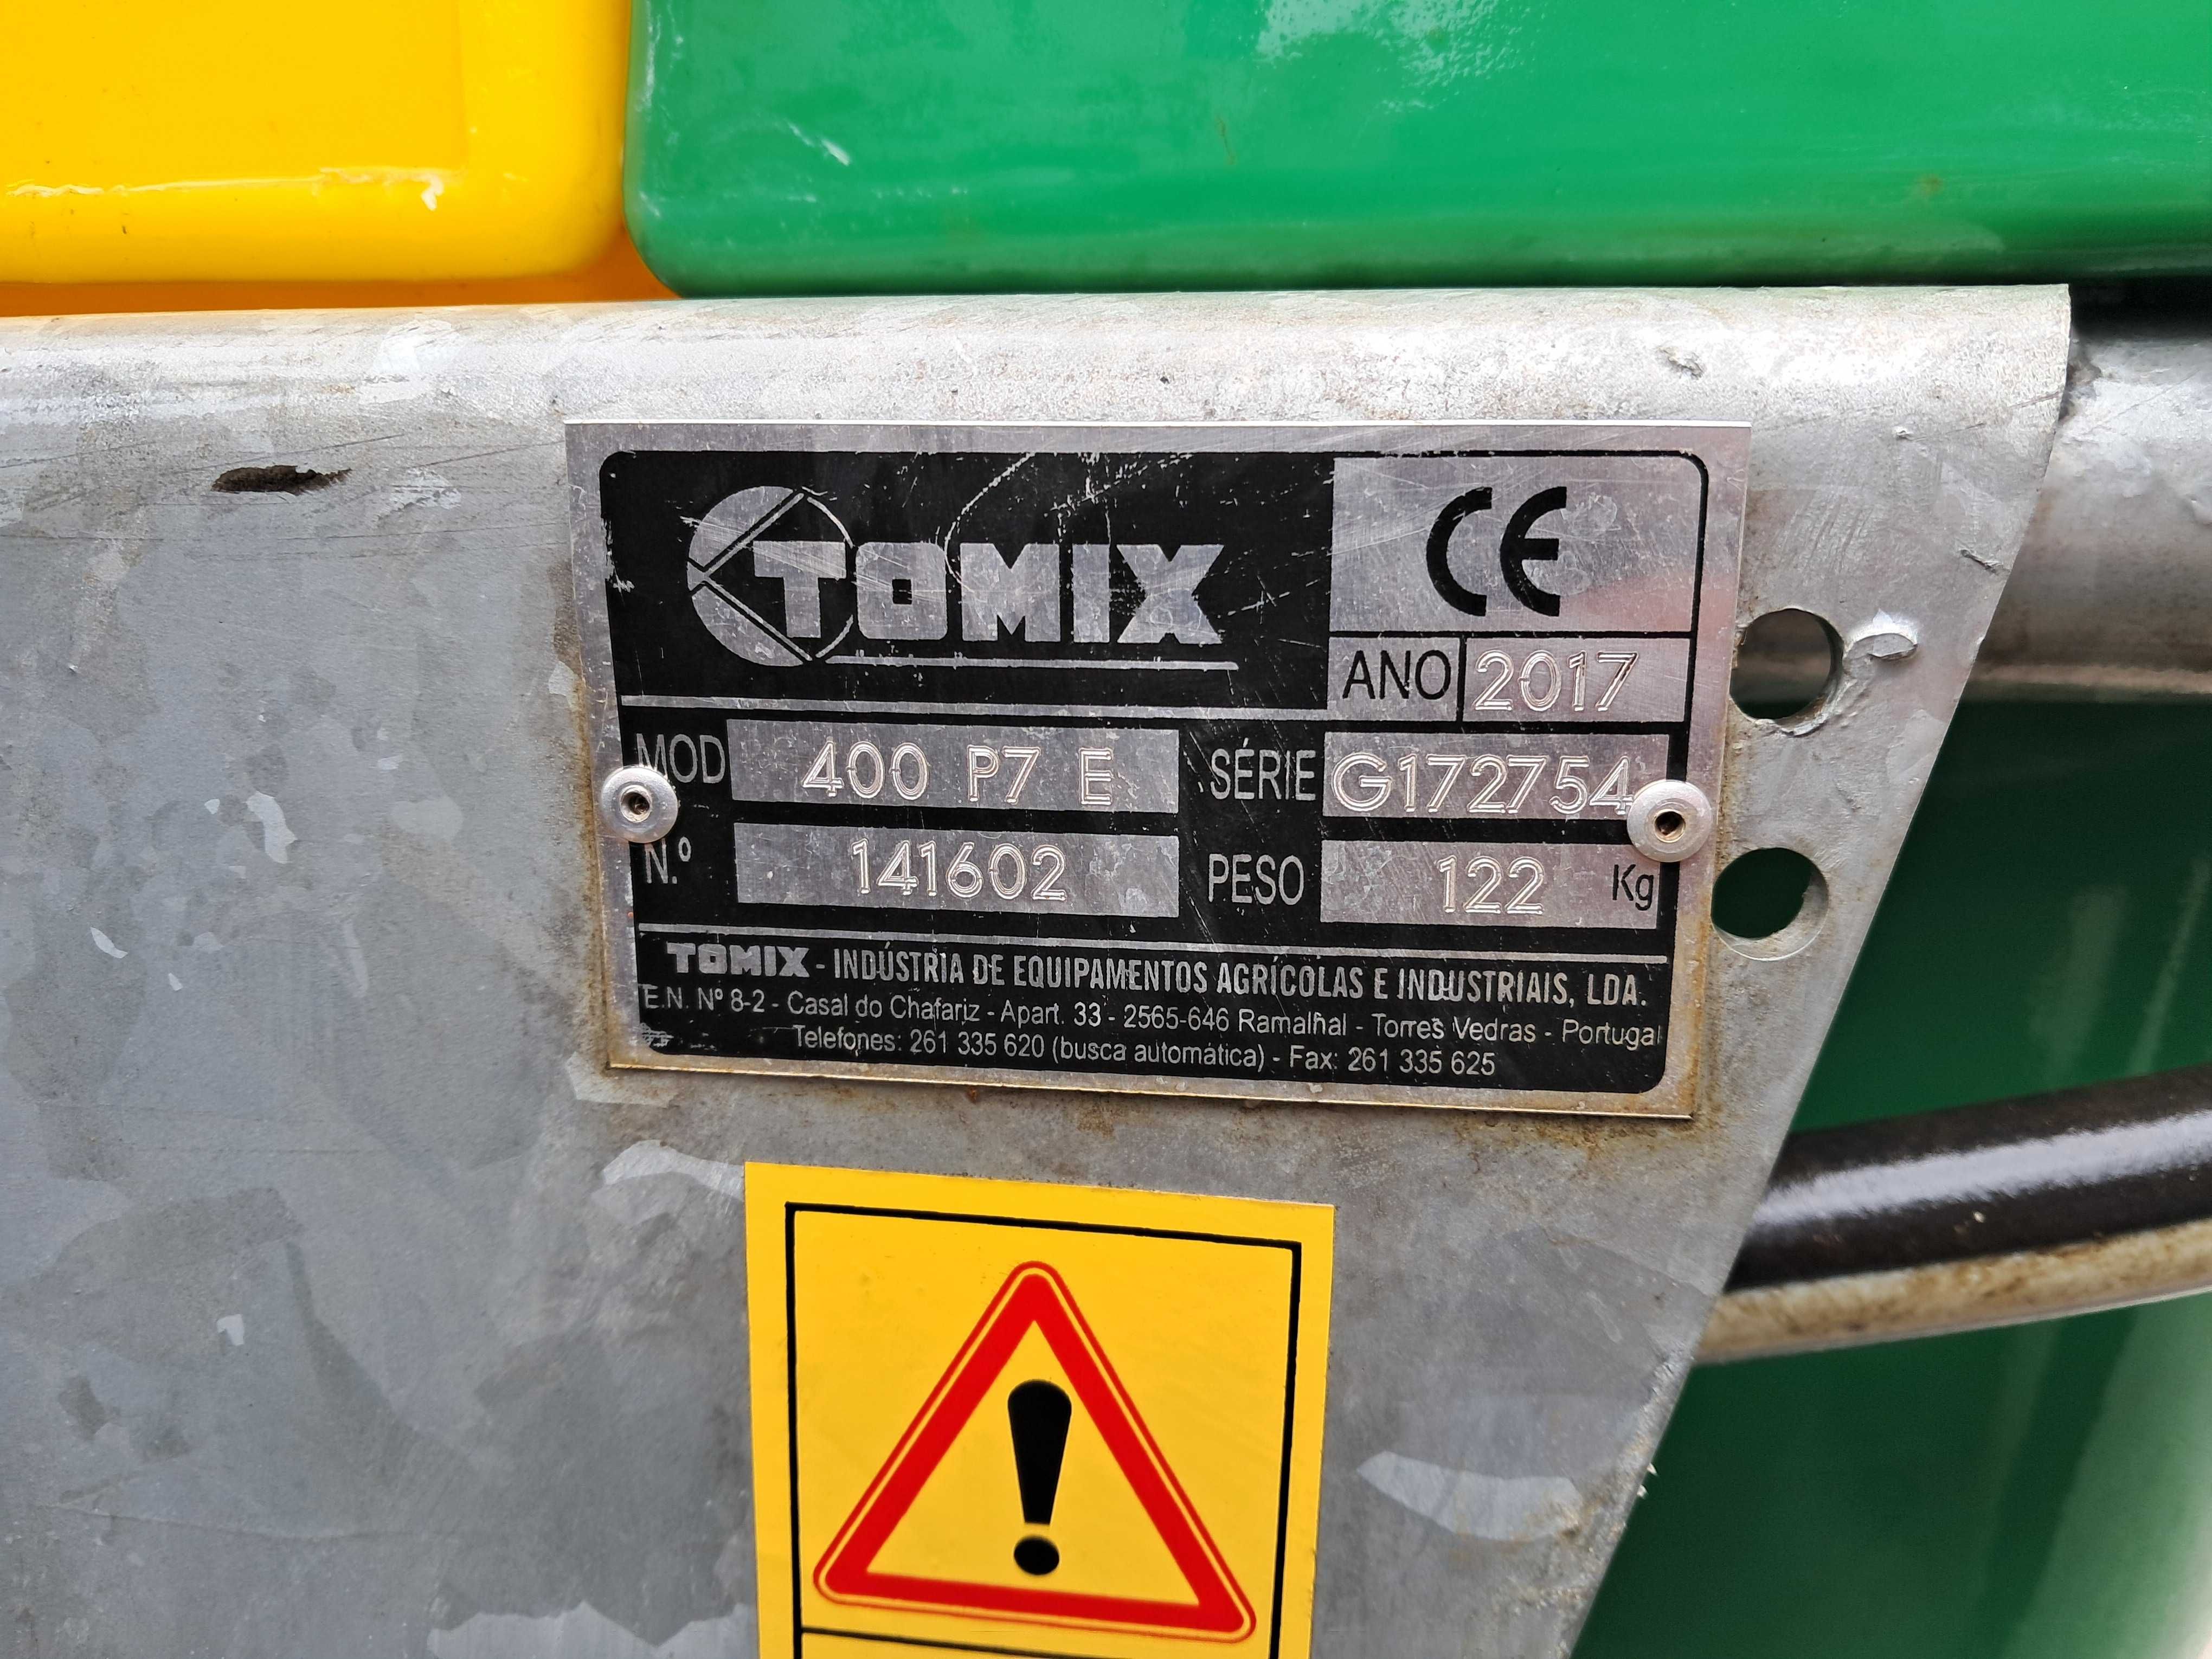 TOMIX
CE
ANO 2017
MOD 400 P7 E SÉRIE G172754
N.º 141602 PESO 122 Kg
TOMIX - INDÚSTRIA DE EQUIPAMENTOS AGRÍCOLAS E INDUSTRIAIS, LDA.
E.N. Nº 8-2 - Casal do Chafariz - Apart. 33 - 2565-646 Ramalhal - Torres Vedras - Portugal
Telefones: 261 335 620 (busca automática) - Fax: 261 335 625